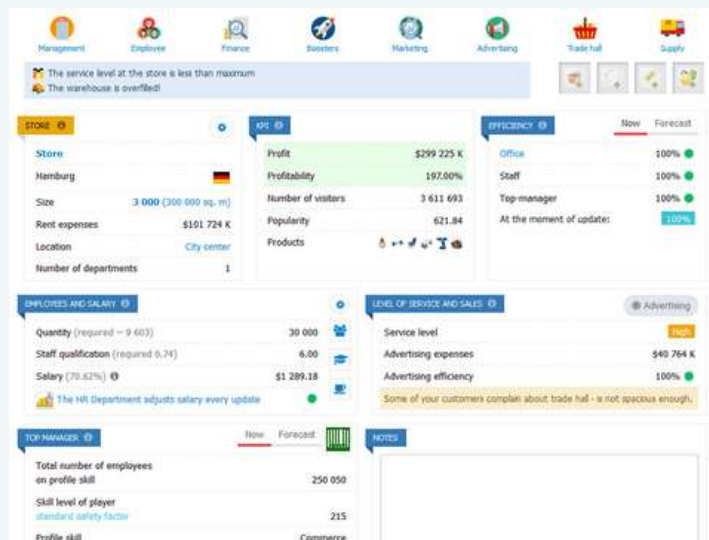 Management Employee Finance Boosters Marketing Advertising Trade hall Supply
The service level at the store is less than maximum
The warehouse is overfilled!
STORE
Store
Hamburg
Size 3 000 (300 000 sq. m)
Rent expenses $101 724 K
Location City center
Number of departments 1
KPI
Profit $299 225 K
Profitability 197.00%
Number of visitors 3 611 693
Popularity 621.84
Products
EFFICIENCY Now Forecast
Office 100%
Staff 100%
Top-manager 100%
At the moment of update: 100%
EMPLOYEES AND SALARY
Quantity (required ~ 9 603) 30 000
Staff qualification (required 0.74) 6.00
Salary (70.62%) $1 289.18
The HR Department adjusts salary every update
LEVEL OF SERVICE AND SALES Advertising
Service level High
Advertising expenses $40 764 K
Advertising efficiency 100%
Some of your customers complain about trade hall - is not spacious enough.
TOP MANAGER Now Forecast
Total number of employees
on profile skill 250 050
Skill level of player
standard safety factor 215
Profile skill Commerce
NOTES